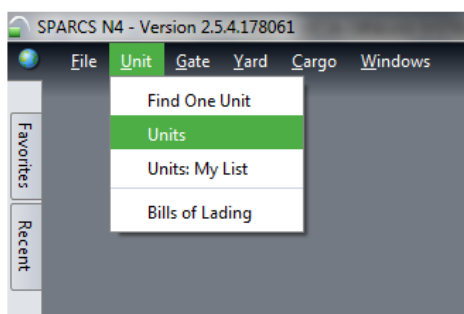 SPARCS N4 - Version 2.5.4.178061
File Unit Gate Yard Cargo Windows
Find One Unit
Units
Units: My List
Bills of Lading
Favorites
Recent